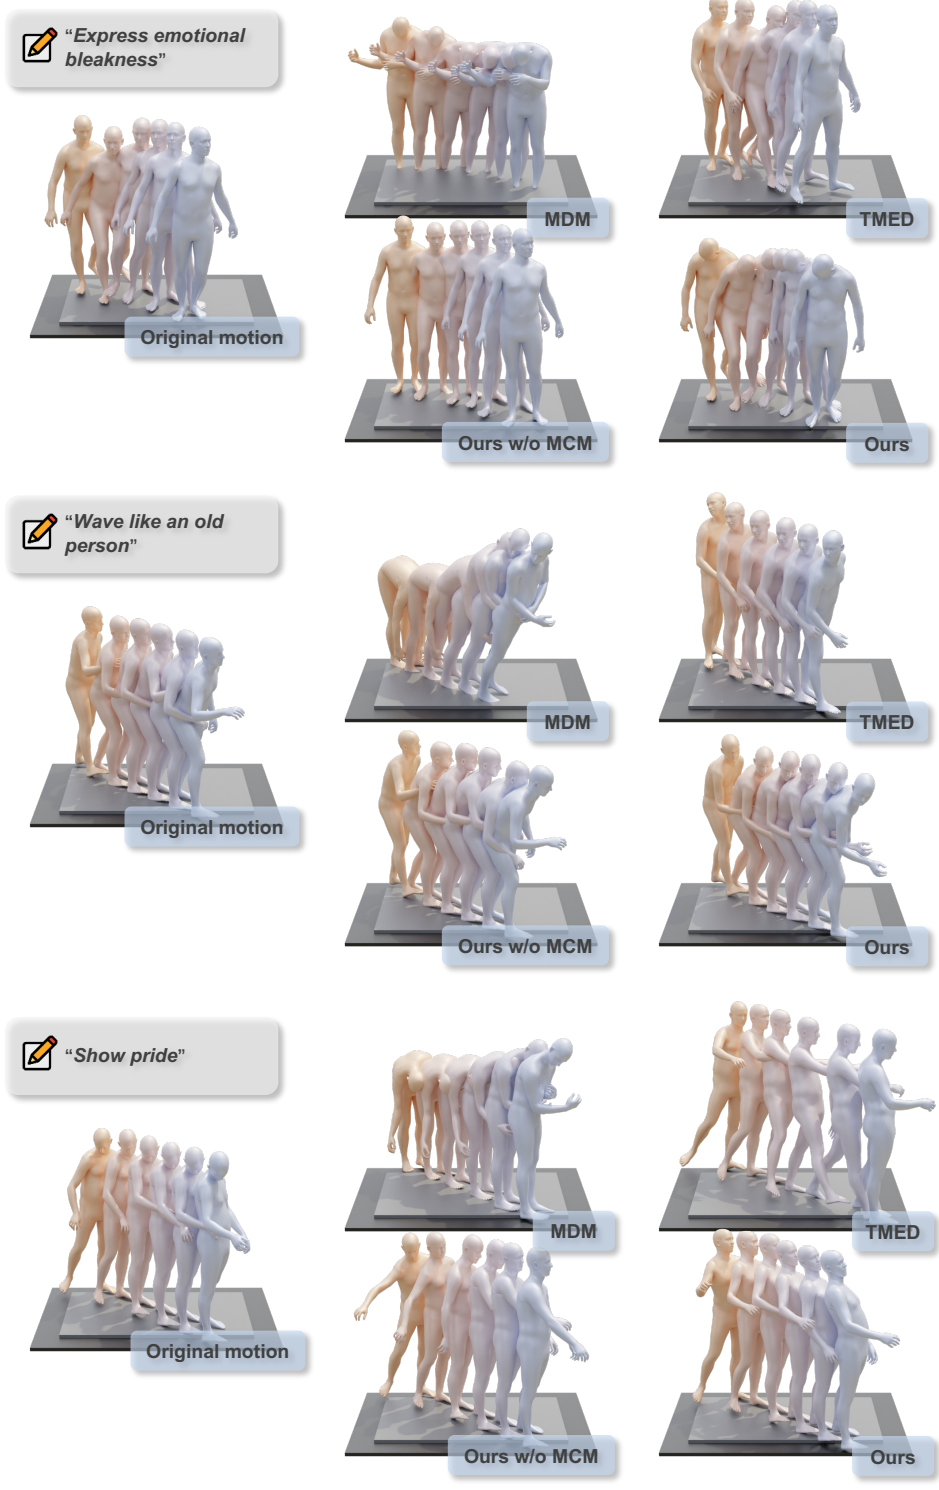 “Express emotional
bleakness”
MDM
TMED
Original motion
Ours w/o MCM
Ours
“Wave like an old
person”
MDM
TMED
Original motion
Ours w/o MCM
Ours
“Show pride”
MDM
TMED
Original motion
Ours w/o MCM
Ours